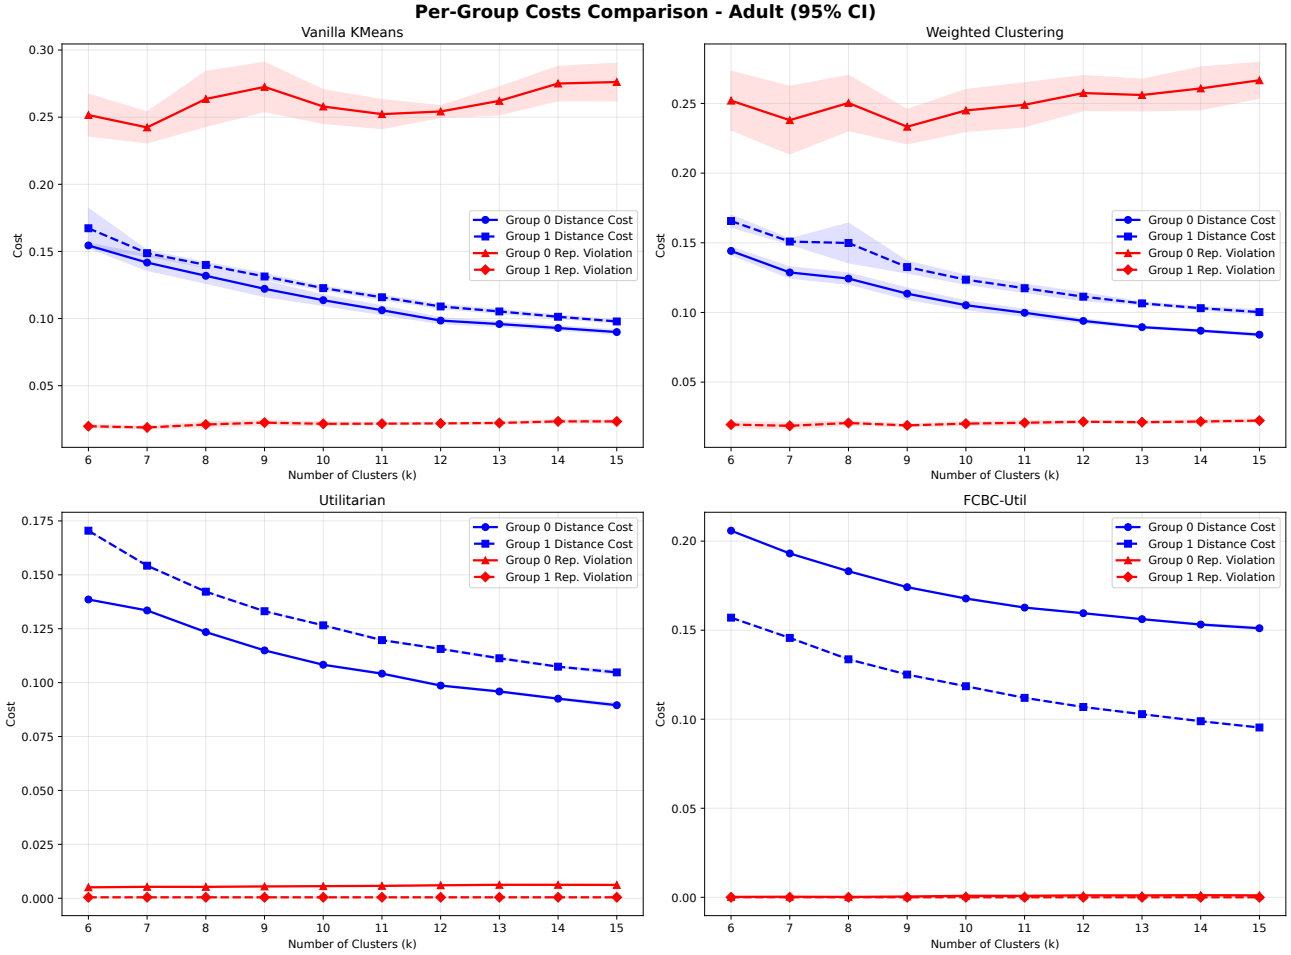 Per-Group Costs Comparison - Adult (95% CI)
Vanilla KMeans
Cost
0.30
0.25
0.20
0.15
0.10
0.05
Group 0 Distance Cost
Group 1 Distance Cost
Group 0 Rep. Violation
Group 1 Rep. Violation
6 7 8 9 10 11 12 13 14 15
Number of Clusters (k)
Weighted Clustering
Cost
0.25
0.20
0.15
0.10
0.05
Group 0 Distance Cost
Group 1 Distance Cost
Group 0 Rep. Violation
Group 1 Rep. Violation
6 7 8 9 10 11 12 13 14 15
Number of Clusters (k)
Utilitarian
Cost
0.175
0.150
0.125
0.100
0.075
0.050
0.025
0.000
Group 0 Distance Cost
Group 1 Distance Cost
Group 0 Rep. Violation
Group 1 Rep. Violation
6 7 8 9 10 11 12 13 14 15
Number of Clusters (k)
FCBC-Util
Cost
0.20
0.15
0.10
0.05
0.00
Group 0 Distance Cost
Group 1 Distance Cost
Group 0 Rep. Violation
Group 1 Rep. Violation
6 7 8 9 10 11 12 13 14 15
Number of Clusters (k)